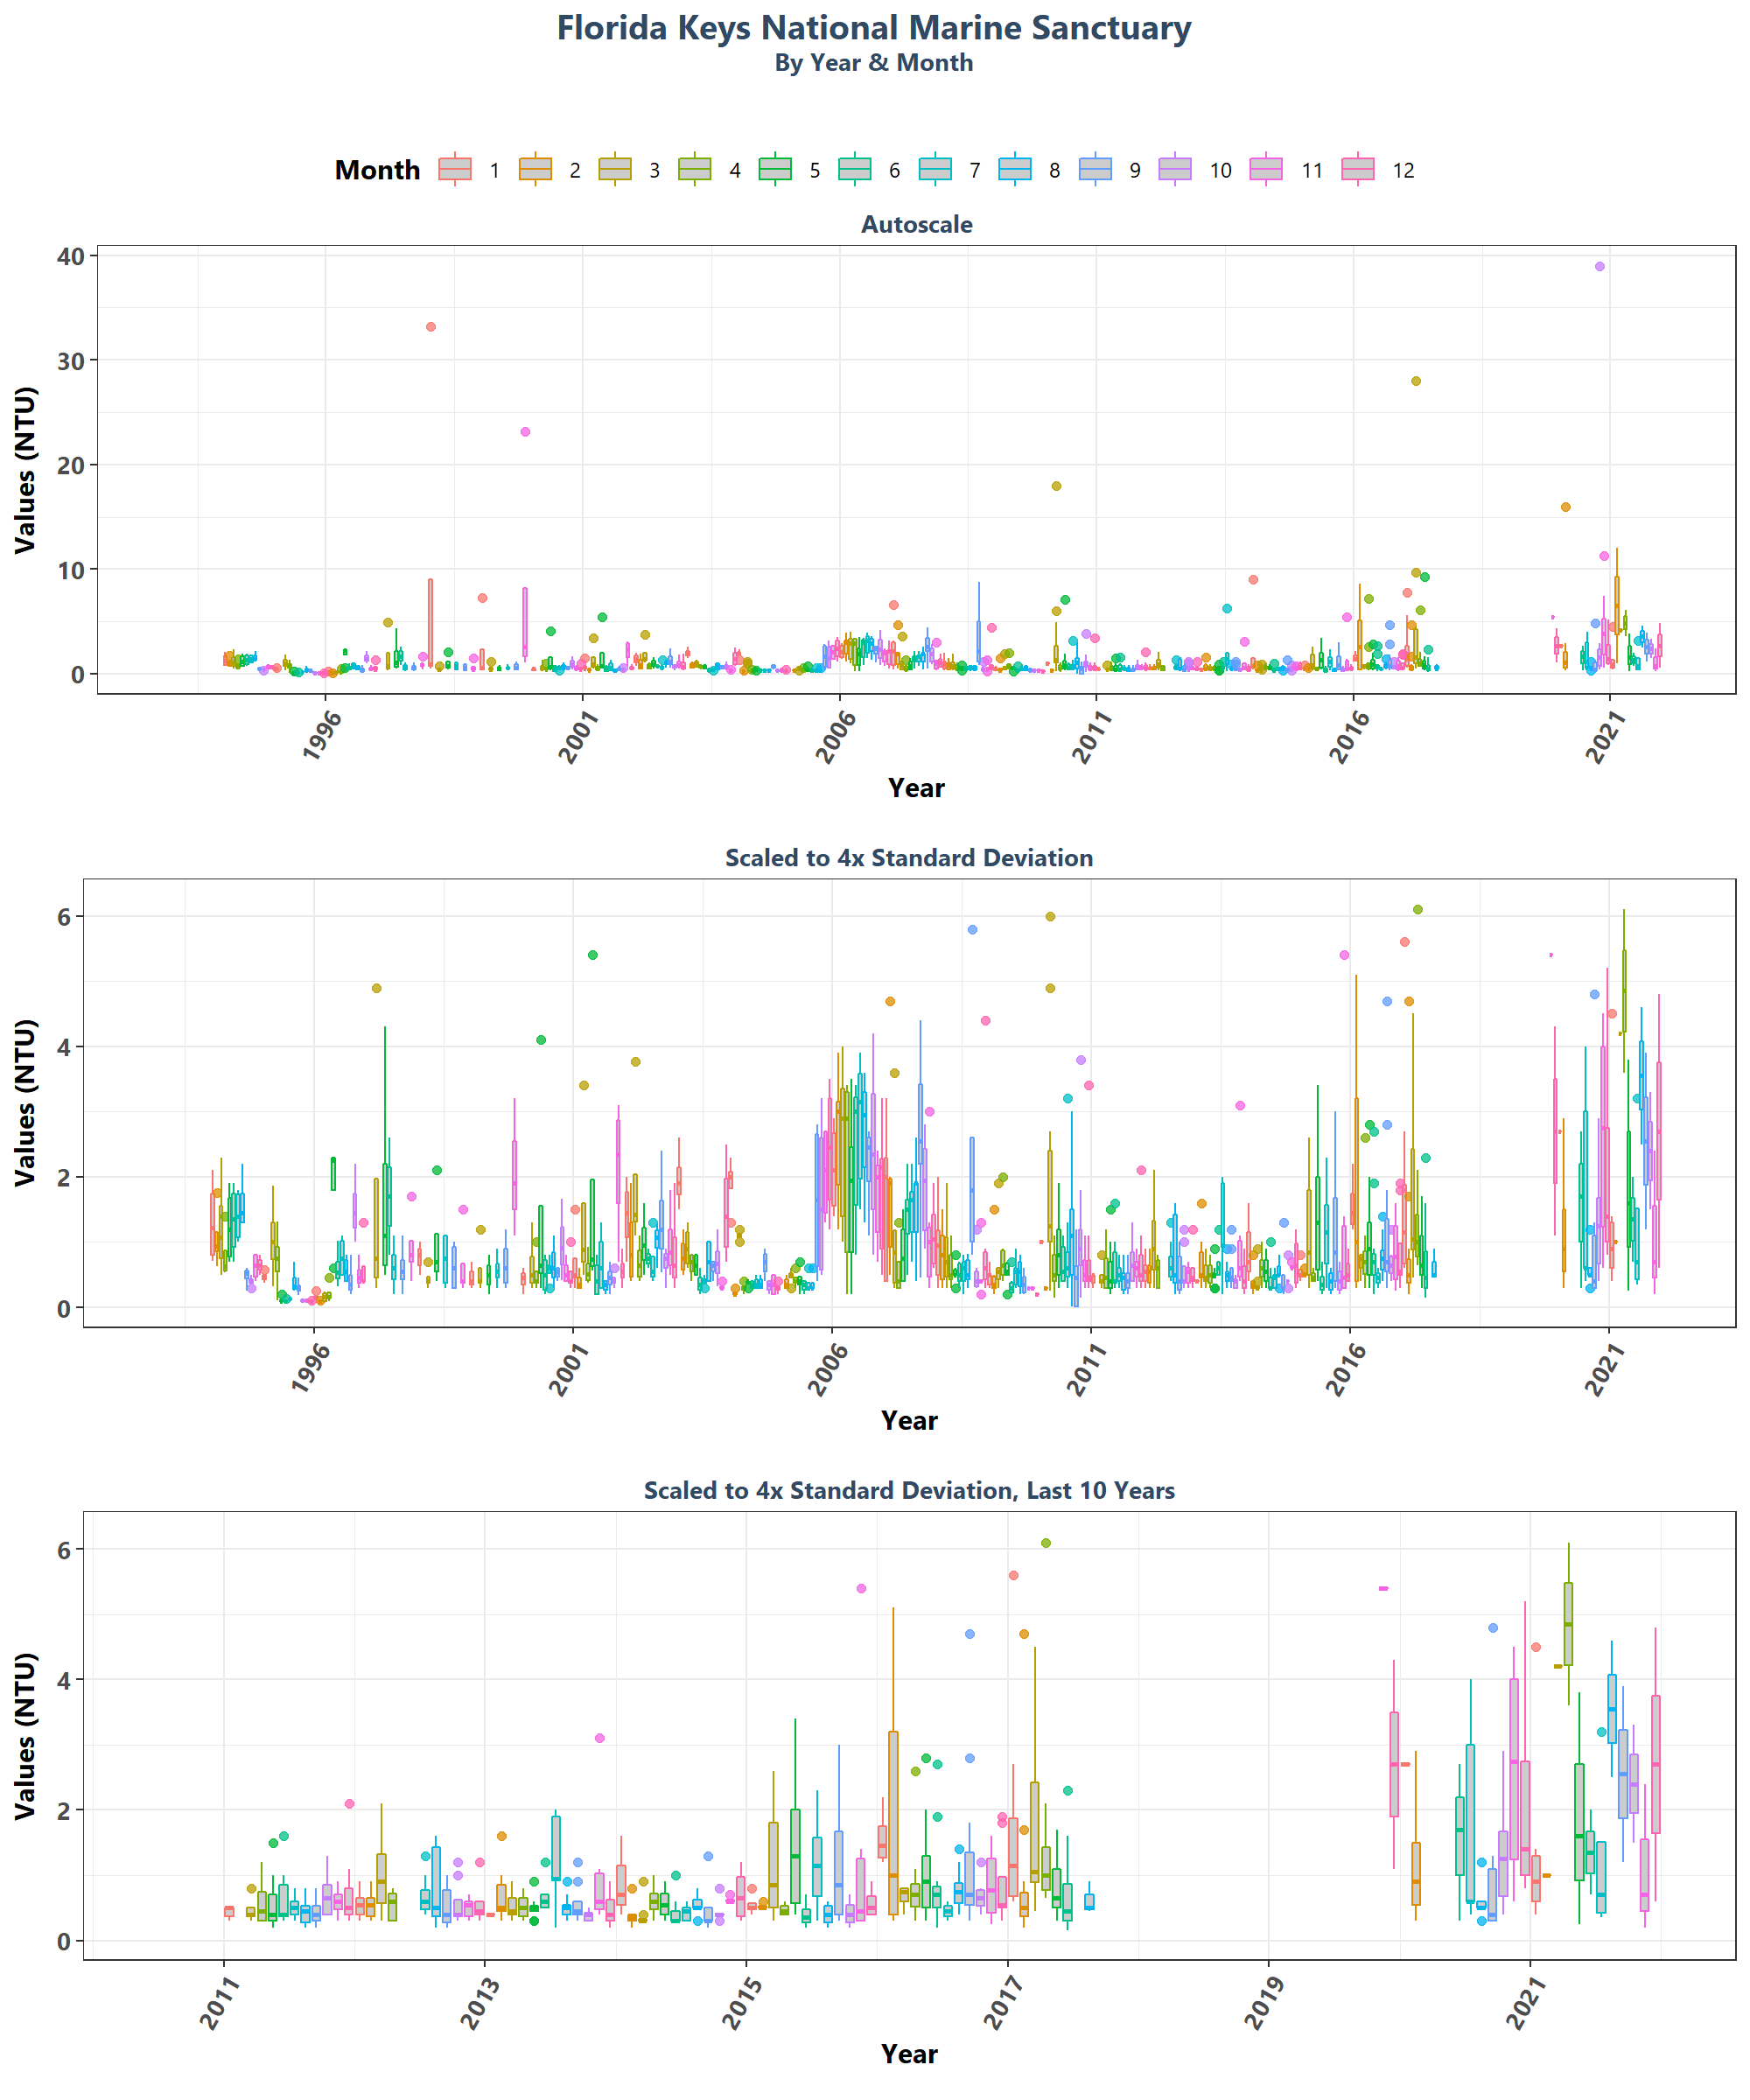 Florida Keys National Marine Sanctuary
By Year & Month
Month 1 2 3 4 5 6 7 8 9 10 11 12
Autoscale
Values (NTU)
40
30
20
10
0
1996 2001 2006 2011 2016 2021
Year
Scaled to 4x Standard Deviation
Values (NTU)
6
4
2
0
1996 2001 2006 2011 2016 2021
Year
Scaled to 4x Standard Deviation, Last 10 Years
Values (NTU)
6
4
2
0
2011 2013 2015 2017 2019 2021
Year